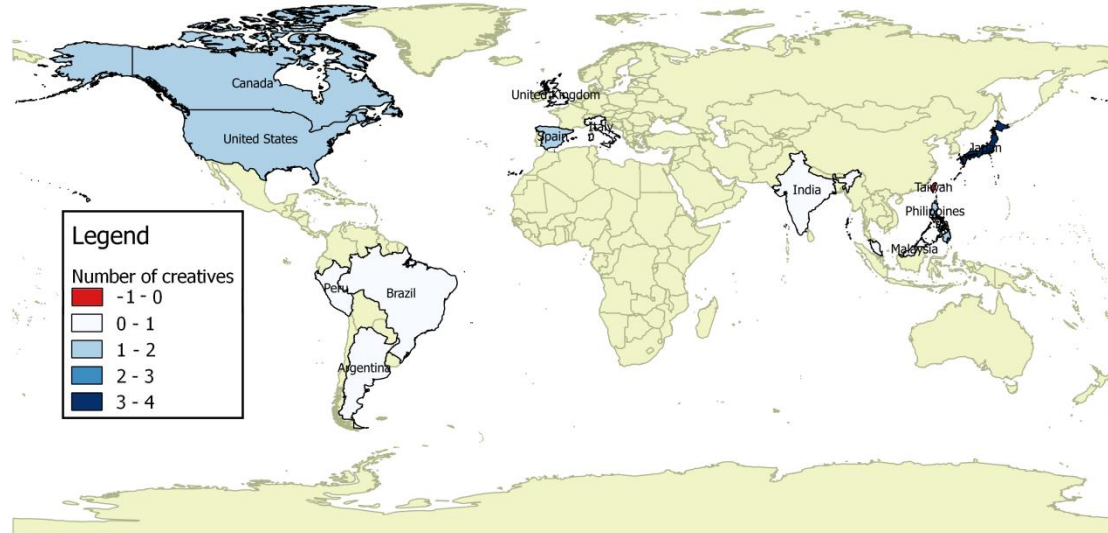 Canada
United States
United Kingdom
Spain
Italy
India
Japan
Taiwan
Philippines
Malaysia
Peru
Brazil
Argentina
Legend
Number of creatives
-1 - 0
0 - 1
1 - 2
2 - 3
3 - 4